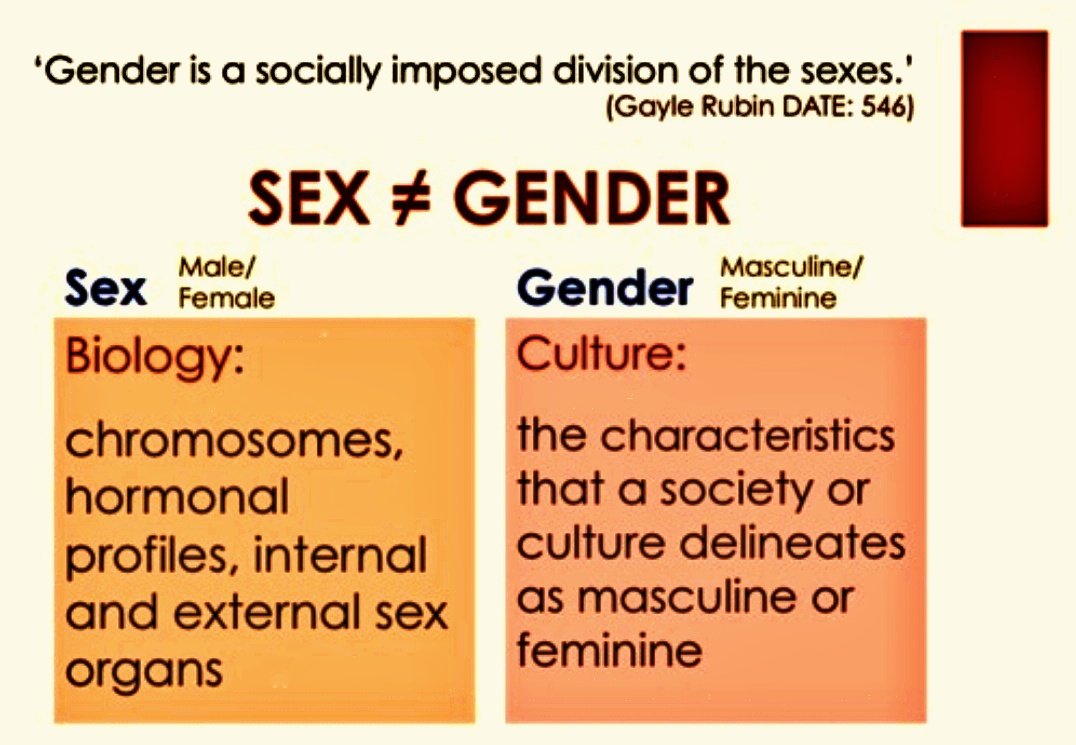 ‘Gender is a socially imposed division of the sexes.’
(Gayle Rubin DATE: 546)
SEX ≠ GENDER
Sex Male/
Female
Gender Masculine/
Feminine
Biology:
chromosomes,
hormonal
profiles, internal
and external sex
organs
Culture:
the characteristics
that a society or
culture delineates
as masculine or
feminine